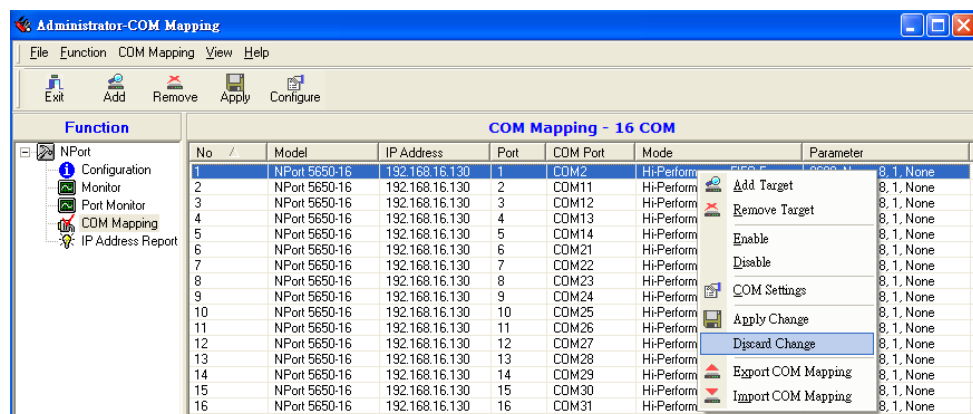 Administrator-COM Mapping
File Function COM Mapping View Help
Exit Add Remove Apply Configure
Function
COM Mapping - 16 COM
NPort
Configuration
Monitor
Port Monitor
COM Mapping
IP Address Report
No Model IP Address Port COM Port Mode Parameter
1 NPort 5650-16 192.168.16.130 1 COM2 Hi-Perform 8, 1, None
2 NPort 5650-16 192.168.16.130 2 COM11 Hi-Perform 8, 1, None
3 NPort 5650-16 192.168.16.130 3 COM12 Hi-Perform 8, 1, None
4 NPort 5650-16 192.168.16.130 4 COM13 Hi-Perform 8, 1, None
5 NPort 5650-16 192.168.16.130 5 COM14 Hi-Perform 8, 1, None
6 NPort 5650-16 192.168.16.130 6 COM21 Hi-Perform 8, 1, None
7 NPort 5650-16 192.168.16.130 7 COM22 Hi-Perform 8, 1, None
8 NPort 5650-16 192.168.16.130 8 COM23 Hi-Perform 8, 1, None
9 NPort 5650-16 192.168.16.130 9 COM24 Hi-Perform 8, 1, None
10 NPort 5650-16 192.168.16.130 10 COM25 Hi-Perform 8, 1, None
11 NPort 5650-16 192.168.16.130 11 COM26 Hi-Perform 8, 1, None
12 NPort 5650-16 192.168.16.130 12 COM27 Hi-Perform 8, 1, None
13 NPort 5650-16 192.168.16.130 13 COM28 Hi-Perform 8, 1, None
14 NPort 5650-16 192.168.16.130 14 COM29 Hi-Perform 8, 1, None
15 NPort 5650-16 192.168.16.130 15 COM30 Hi-Perform 8, 1, None
16 NPort 5650-16 192.168.16.130 16 COM31 Hi-Perform 8, 1, None
Add Target
Remove Target
Enable
Disable
COM Settings
Apply Change
Discard Change
Export COM Mapping
Import COM Mapping